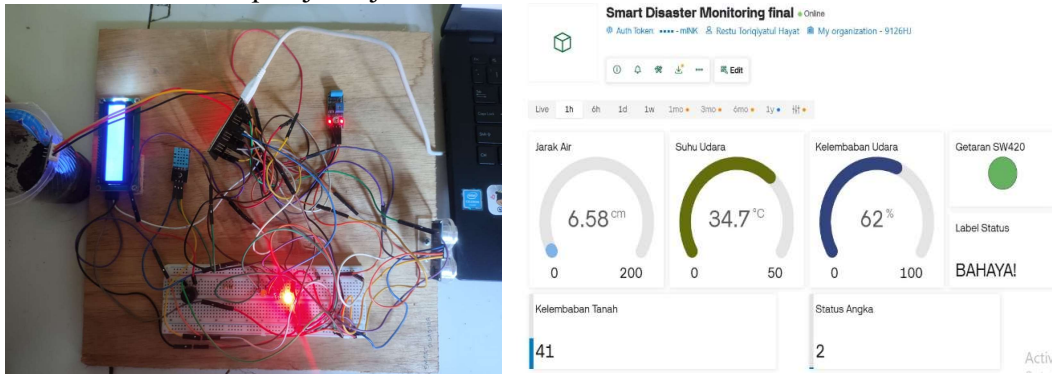 Smart Disaster Monitoring final • Online
Auth Token: •••• - mINK Restu Toriqiyatul Hayat My organization - 9126HJ
Edit
Live 1h 6h 1d 1w 1mo 3mo 6mo 1y
Jarak Air
6.58 cm
0 200
Suhu Udara
34.7 °C
0 50
Kelembaban Udara
62 %
0 100
Getaran SW420
Label Status
BAHAYA!
Kelembaban Tanah
41
Status Angka
2
Activ